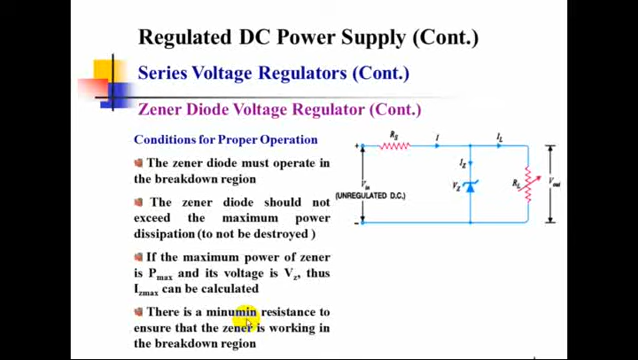 Regulated DC Power Supply (Cont.)
Series Voltage Regulators (Cont.)
Zener Diode Voltage Regulator (Cont.)
Conditions for Proper Operation
The zener diode must operate in
the breakdown region
The zener diode should not
exceed the maximum power
dissipation (to not be destroyed )
If the maximum power of zener
is Pmax and its voltage is Vz, thus
Izmax can be calculated
There is a minumin resistance to
ensure that the zener is working in
the breakdown region
RS I IL
IZ
+ Vin VZ RL Vout
(UNREGULATED D.C.)
−